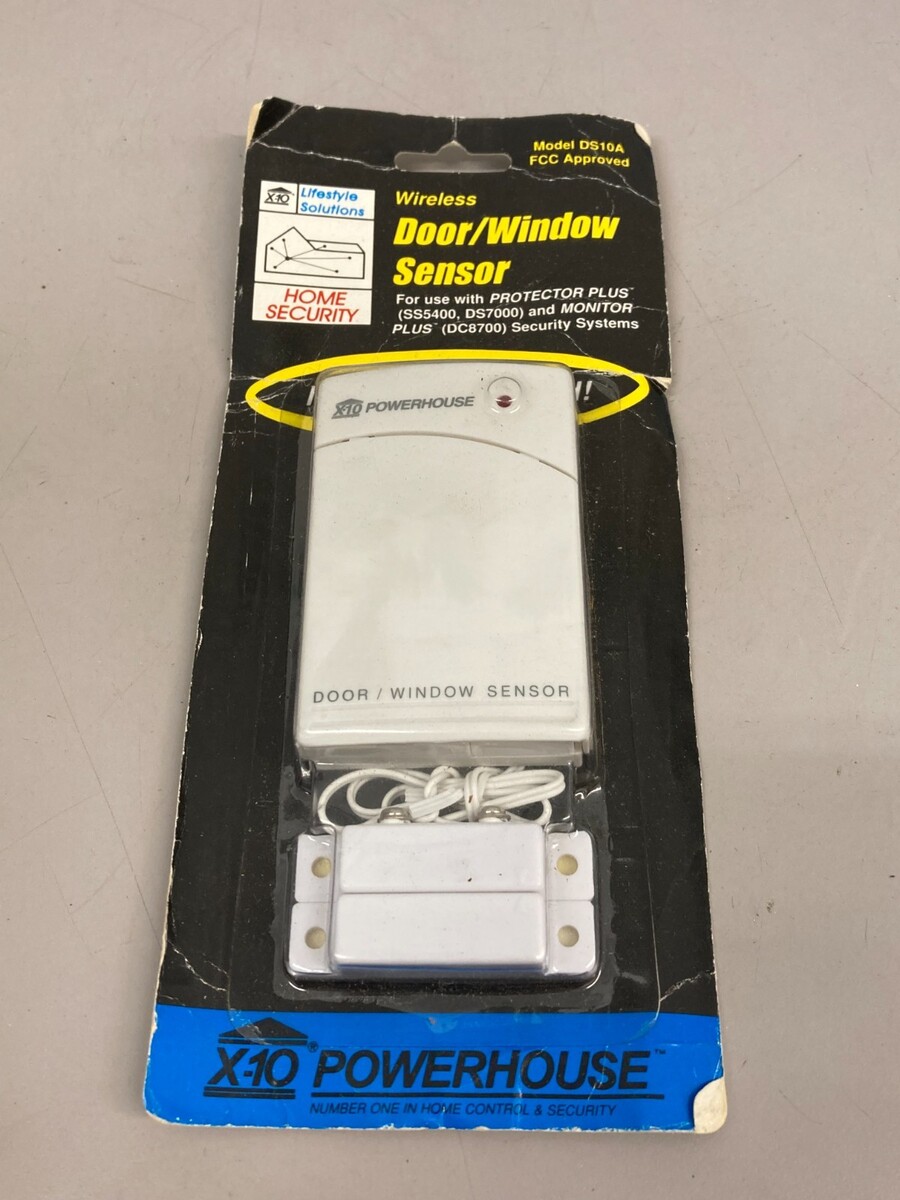 Model DS10A
FCC Approved
X-10
Lifestyle
Solutions
HOME
SECURITY
Wireless
Door/Window
Sensor
For use with PROTECTOR PLUS™
(SS5400, DS7000) and MONITOR
PLUS™ (DC8700) Security Systems
X-10 POWERHOUSE
DOOR / WINDOW SENSOR
X-10® POWERHOUSE™
NUMBER ONE IN HOME CONTROL & SECURITY